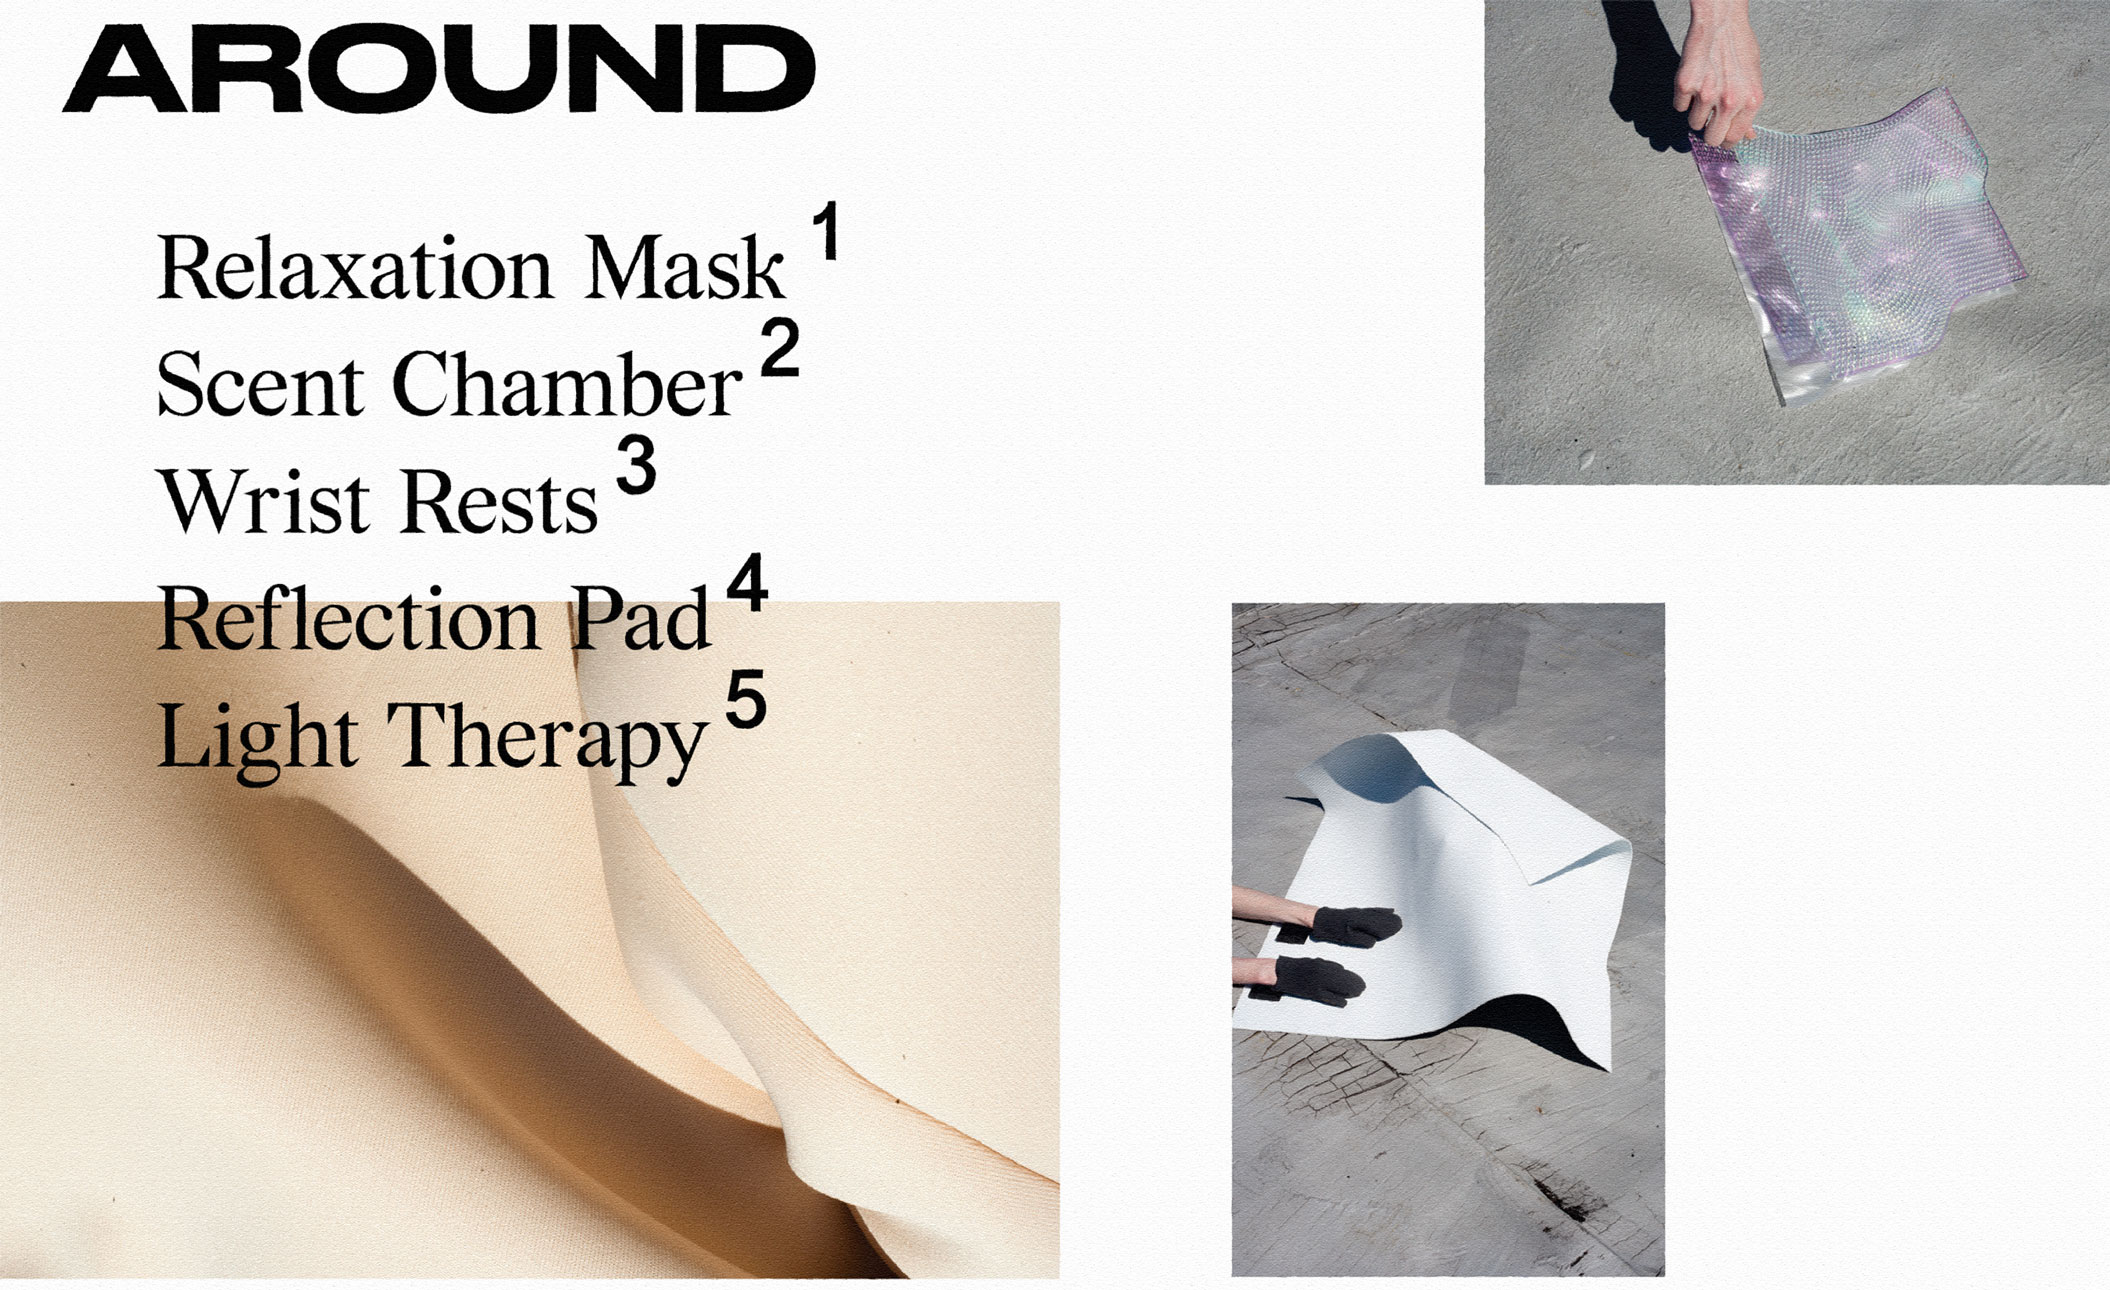 AROUND
Relaxation Mask 1
Scent Chamber 2
Wrist Rests 3
Reflection Pad 4
Light Therapy 5